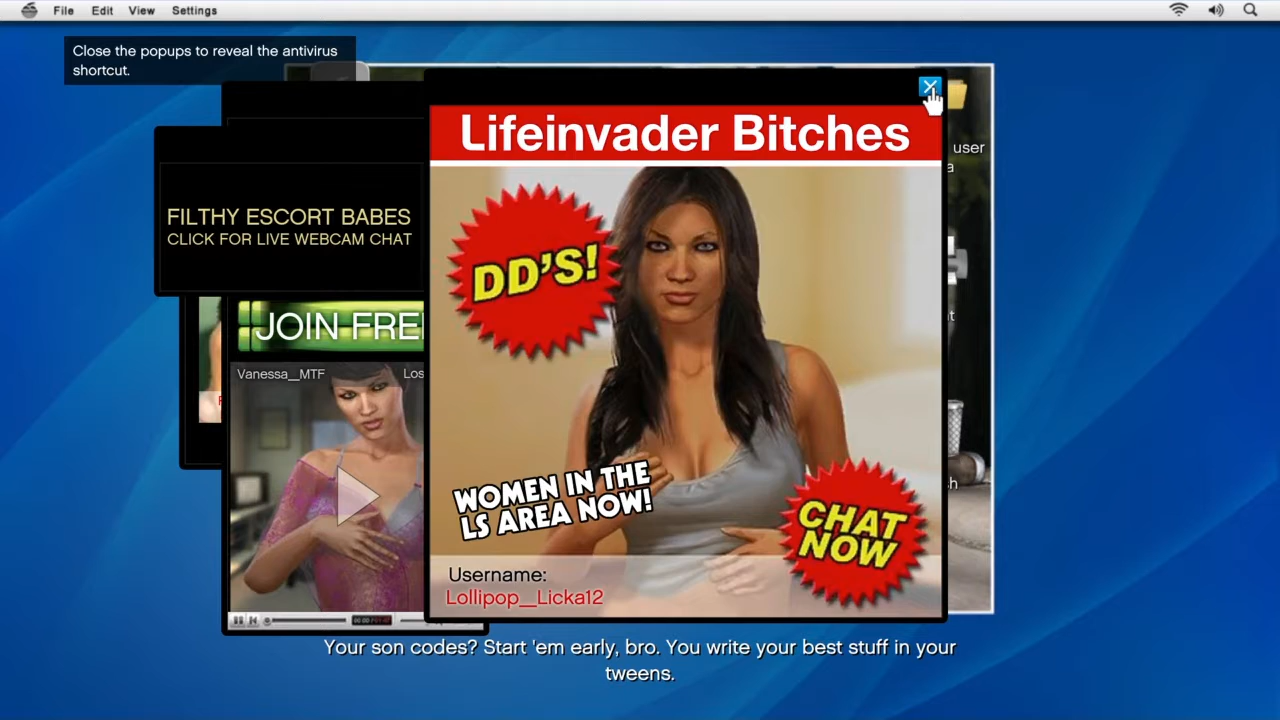 File Edit View Settings
Close the popups to reveal the antivirus
shortcut.
Lifeinvader Bitches
user
a
FILTHY ESCORT BABES
CLICK FOR LIVE WEBCAM CHAT
DD'S!
JOIN FREE
Vanessa__MTF
Los
WOMEN IN THE
LS AREA NOW!
CHAT
NOW
Username:
Lollipop__Licka12
Your son codes? Start 'em early, bro. You write your best stuff in your
tweens.